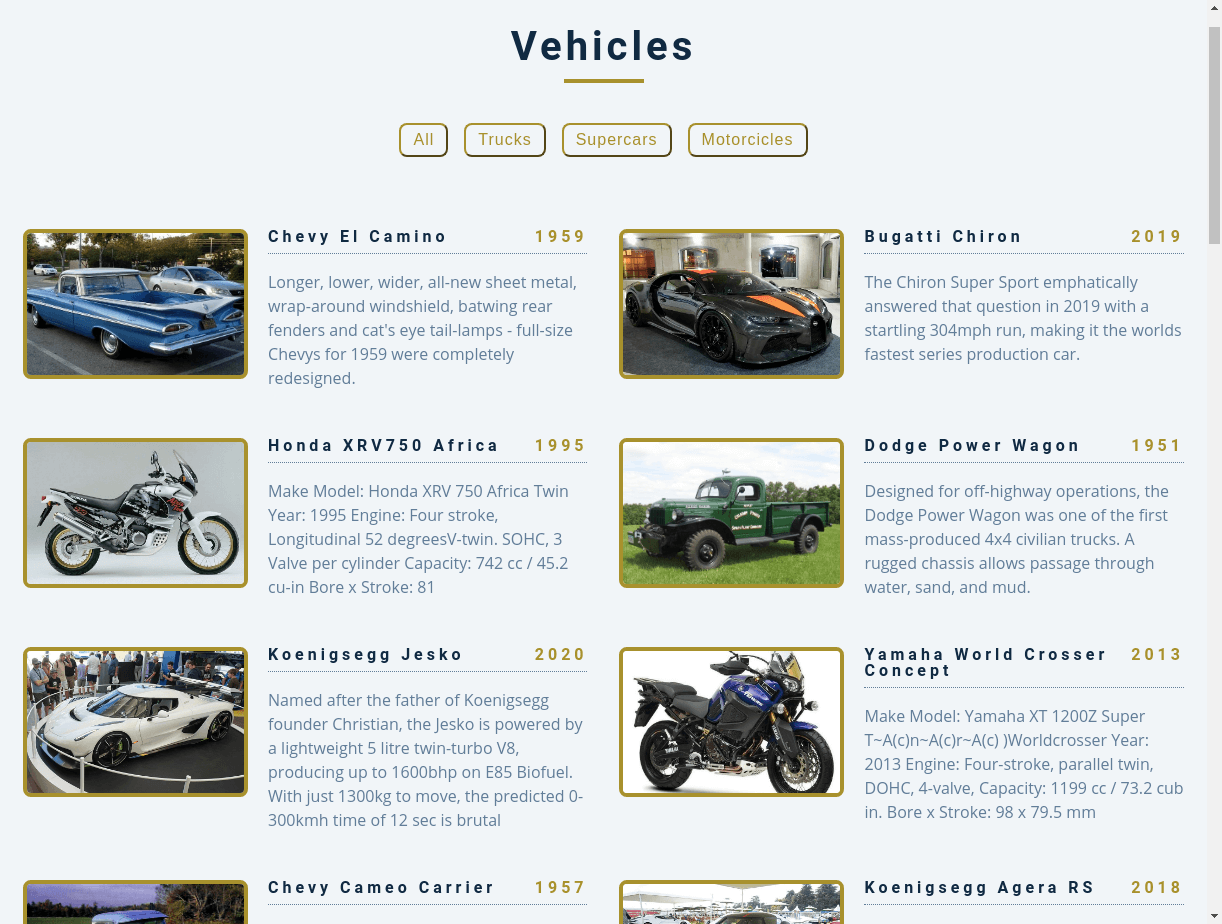 Vehicles
All
Trucks
Supercars
Motorcicles
Chevy El Camino
1959
Longer, lower, wider, all-new sheet metal,
wrap-around windshield, batwing rear
fenders and cat's eye tail-lamps - full-size
Chevys for 1959 were completely
redesigned.
Bugatti Chiron
2019
The Chiron Super Sport emphatically
answered that question in 2019 with a
startling 304mph run, making it the worlds
fastest series production car.
Honda XRV750 Africa
1995
Make Model: Honda XRV 750 Africa Twin
Year: 1995 Engine: Four stroke,
Longitudinal 52 degreesV-twin. SOHC, 3
Valve per cylinder Capacity: 742 cc / 45.2
cu-in Bore x Stroke: 81
Dodge Power Wagon
1951
Designed for off-highway operations, the
Dodge Power Wagon was one of the first
mass-produced 4x4 civilian trucks. A
rugged chassis allows passage through
water, sand, and mud.
Koenigsegg Jesko
2020
Named after the father of Koenigsegg
founder Christian, the Jesko is powered by
a lightweight 5 litre twin-turbo V8,
producing up to 1600bhp on E85 Biofuel.
With just 1300kg to move, the predicted 0-
300kmh time of 12 sec is brutal
Yamaha World Crosser
Concept
2013
Make Model: Yamaha XT 1200Z Super
T~A(c)n~A(c)r~A(c) )Worldcrosser Year:
2013 Engine: Four-stroke, parallel twin,
DOHC, 4-valve, Capacity: 1199 cc / 73.2 cub
in. Bore x Stroke: 98 x 79.5 mm
Chevy Cameo Carrier
1957
Koenigsegg Agera RS
2018